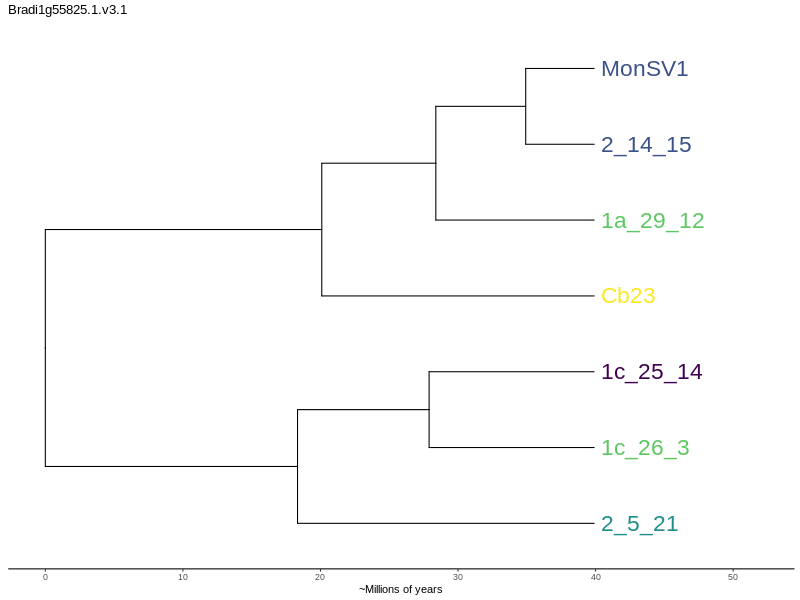 Bradi1g55825.1.v3.1
MonSV1
2_14_15
1a_29_12
Cb23
1c_25_14
1c_26_3
2_5_21
0 10 20 30 40 50
~Millions of years